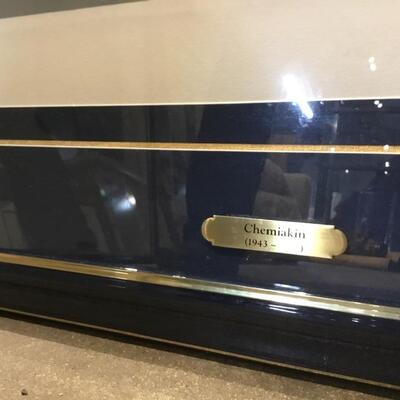 Chemiakin
(1943 – )